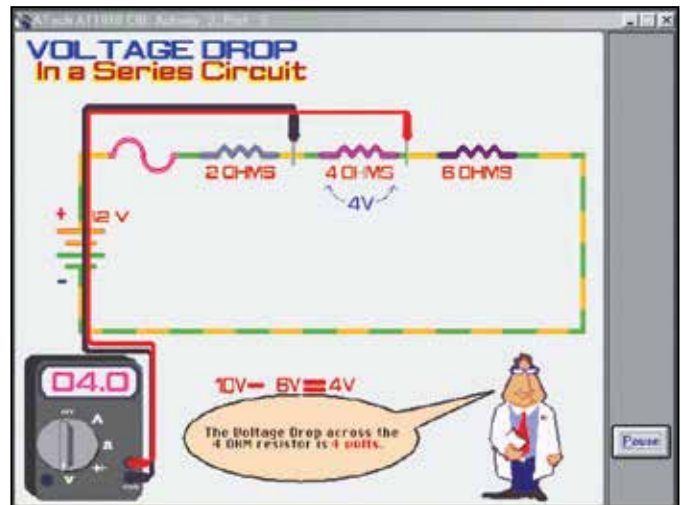 VOLTAGE DROP
In a Series Circuit
2 OHMS
4 OHMS
6 OHMS
4V
+
12 V
-
04.0
OFF
A
V
10V- 6V=4V
The Voltage Drop across the
4 OHM resistor is 4 volts.
Pause